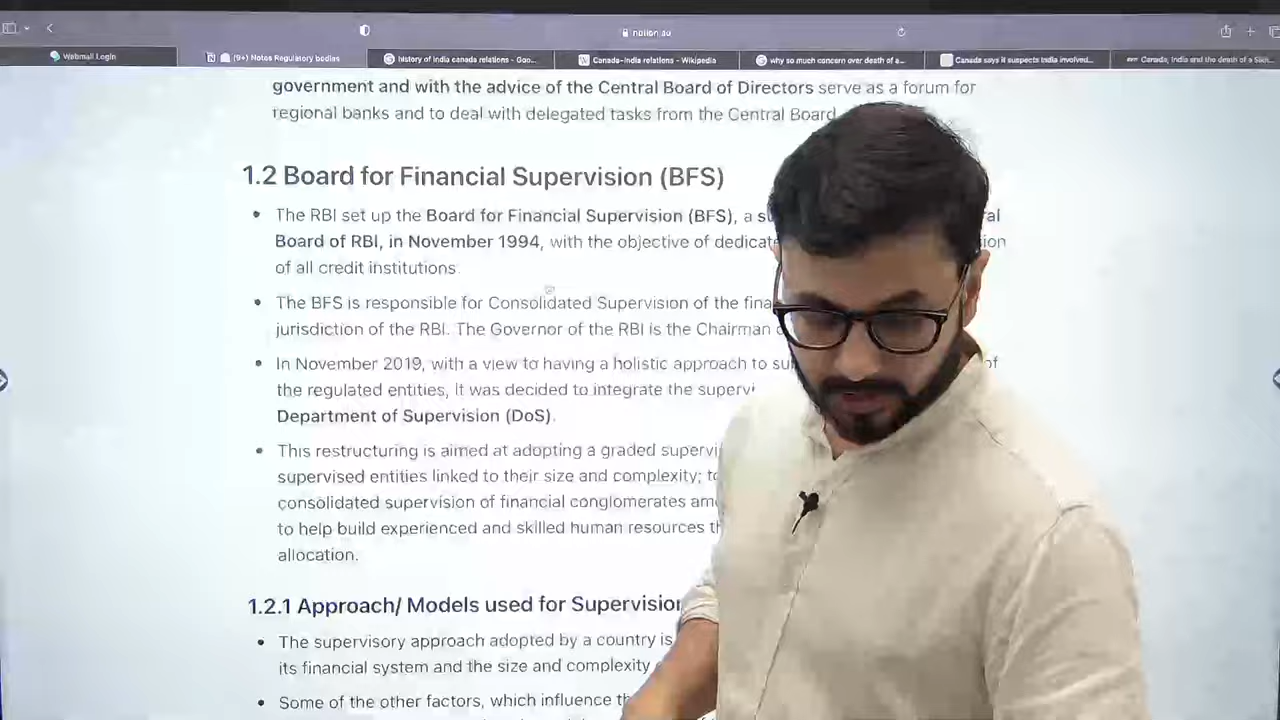 notion.so
Webmail Login
(9+) Notes Regulatory bodies
history of india canada relations - Goo...
Canada–India relations - Wikipedia
why so much concern over death of a...
Canada says it suspects India involved...
Canada, India and the death of a Sikh...
government and with the advice of the Central Board of Directors serve as a forum for
regional banks and to deal with delegated tasks from the Central Board
1.2 Board for Financial Supervision (BFS)
The RBI set up the Board for Financial Supervision (BFS), a
Board of RBI, in November 1994, with the objective of
of all credit institutions.
The BFS is responsible for Consolidated Supervision of the
jurisdiction of the RBI. The Governor of the RBI is the Chairman
In November 2019, with a view to having a holistic approach to of
the regulated entities, it was decided to integrate the
Department of Supervision (DoS).
This restructuring is aimed at adopting a graded
supervised entities linked to their size and complexity;
consolidated supervision of financial conglomerates
to help build experienced and skilled human resources
allocation.
1.2.1 Approach/ Models used for
The supervisory approach adopted by a country is
its financial system and the size and complexity
Some of the other factors, which influence